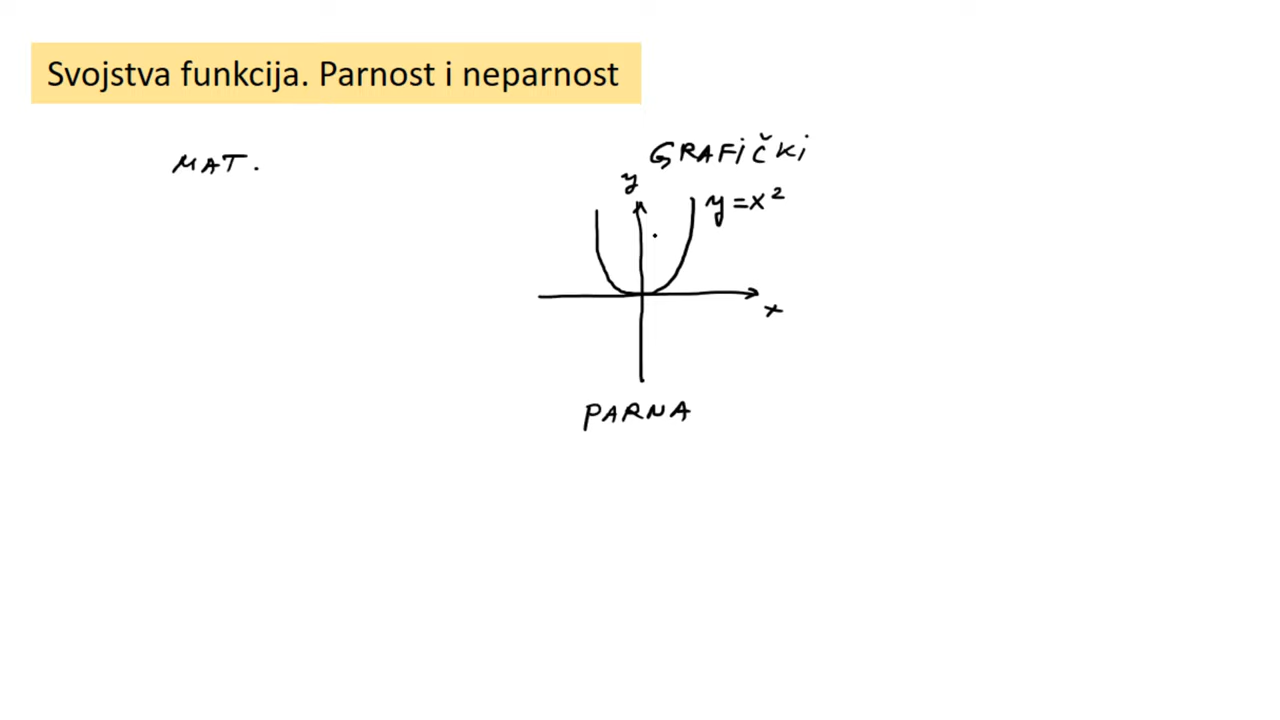 Svojstva funkcija. Parnost i neparnost
MAT.
GRAFIČKI
y
y=x²
x
PARNA